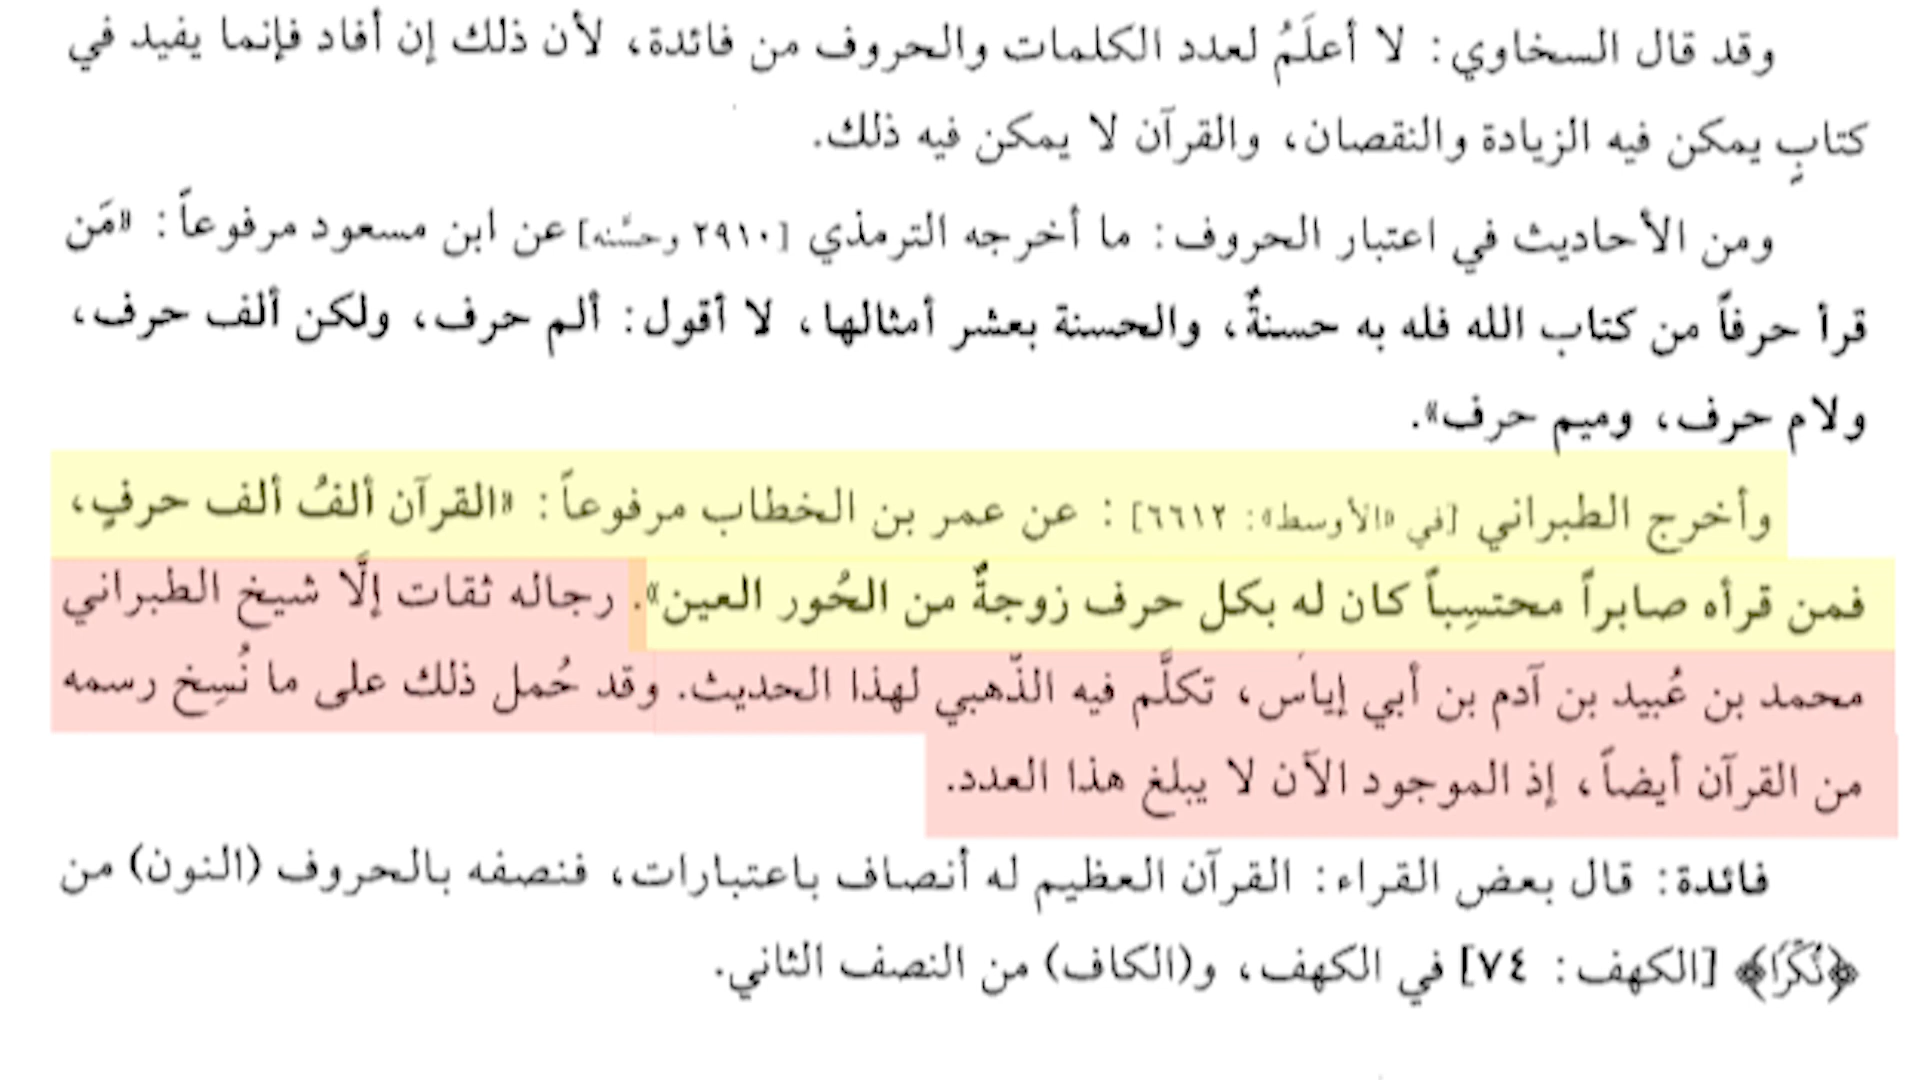 وقد قال السخاوي: لا أعلَمُ لعدد الكلمات والحروف من فائدة، لأن ذلك إن أفاد فإنما يفيد في
كتابٍ يمكن فيه الزيادة والنقصان، والقرآن لا يمكن فيه ذلك.
ومن الأحاديث في اعتبار الحروف: ما أخرجه الترمذي [٢٩١٠ وحسَّنه] عن ابن مسعود مرفوعاً: «مَن
قرأ حرفاً من كتاب الله فله به حسنةٌ، والحسنة بعشر أمثالها، لا أقول: ألم حرف، ولكن ألف حرف،
ولام حرف، وميم حرف».
وأخرج الطبراني [في «الأوسط»: ٦٦١٢]: عن عمر بن الخطاب مرفوعاً: «القرآن ألفُ ألف حرفٍ،
فمن قرأه صابراً محتسِباً كان له بكل حرف زوجةٌ من الحُور العين». رجاله ثقات إلَّا شيخ الطبراني
محمد بن عُبيد بن آدم بن أبي إياس، تكلَّم فيه الذّهبي لهذا الحديث. وقد حُمل ذلك على ما نُسِخ رسمه
من القرآن أيضاً، إذ الموجود الآن لا يبلغ هذا العدد.
فائدة: قال بعض القراء: القرآن العظيم له أنصاف باعتبارات، فنصفه بالحروف (النون) من
﴿نُكْرًا﴾ [الكهف: ٧٤] في الكهف، و(الكاف) من النصف الثاني.